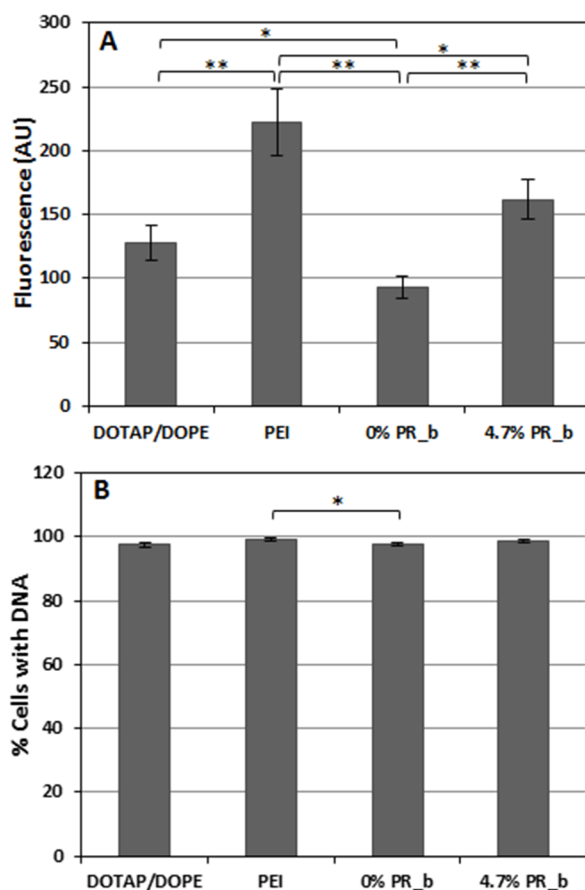 A
Fluorescence (AU)
300
250
200
150
100
50
0
*
*
** ** **
DOTAP/DOPE PEI 0% PR_b 4.7% PR_b
B
% Cells with DNA
120
100
80
60
40
20
0
*
DOTAP/DOPE PEI 0% PR_b 4.7% PR_b